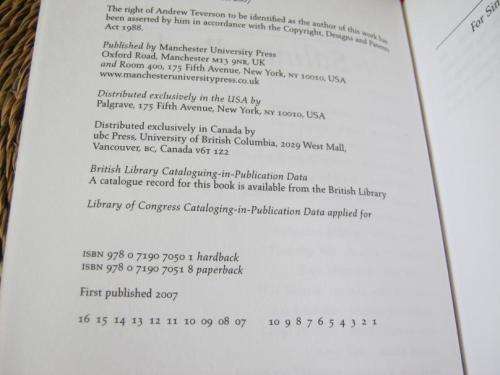 2007
The right of Andrew Teverson to be identified as the author of this work has
been asserted by him in accordance with the Copyright, Designs and Patents
Act 1988.
Published by Manchester University Press
Oxford Road, Manchester M13 9NR, UK
and Room 400, 175 Fifth Avenue, New York, NY 10010, USA
www.manchesteruniversitypress.co.uk
Distributed exclusively in the USA by
Palgrave, 175 Fifth Avenue, New York, NY 10010, USA
Distributed exclusively in Canada by
UBC Press, University of British Columbia, 2029 West Mall,
Vancouver, BC, Canada V6T 1Z2
British Library Cataloguing-in-Publication Data
A catalogue record for this book is available from the British Library
Library of Congress Cataloging-in-Publication Data applied for
ISBN 978 0 7190 7050 1 hardback
ISBN 978 0 7190 7051 8 paperback
First published 2007
16 15 14 13 12 11 10 09 08 07 10 9 8 7 6 5 4 3 2 1
For